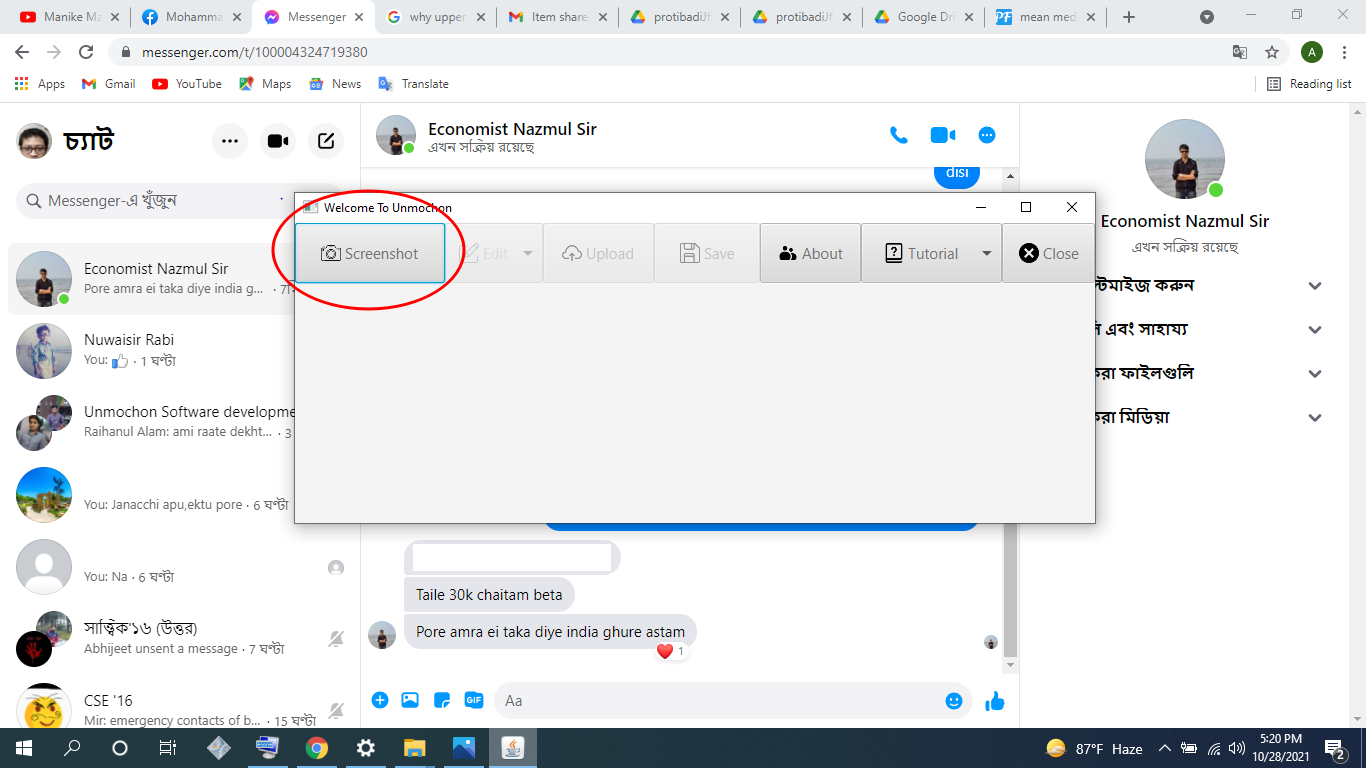 Manike Ma
Mohamma
Messenger
why upper
Item share
protibadiJf
protibadiJf
Google Dri
mean med
messenger.com/t/100004324719380
A
Apps
Gmail
YouTube
Maps
News
Translate
Reading list
চ্যাট
Messenger-এ খুঁজুন
Economist Nazmul Sir
Pore amra ei taka diye india g...
Nuwaisir Rabi
You: 👍 · 1 ঘণ্টা
Unmochon Software developme
Raihanul Alam: ami raate dekht... · 3
You: Janacchi apu,ektu pore · 6 ঘণ্টা
You: Na · 6 ঘণ্টা
সাত্ত্বিক'১৬ (উত্তর)
Abhijeet unsent a message · 7 ঘণ্টা
CSE '16
Mir: emergency contacts of b... · 15 ঘণ্টা
Economist Nazmul Sir
এখন সক্রিয় রয়েছে
disi
Welcome To Unmochon
Screenshot
Edit
Upload
Save
About
Tutorial
Close
Taile 30k chaitam beta
Pore amra ei taka diye india ghure astam
1
GIF
Aa
Economist Nazmul Sir
এখন সক্রিয় রয়েছে
স্টমাইজ করুন
এবং সাহায্য
করা ফাইলগুলি
করা মিডিয়া
87°F Haze
5:20 PM
10/28/2021
2